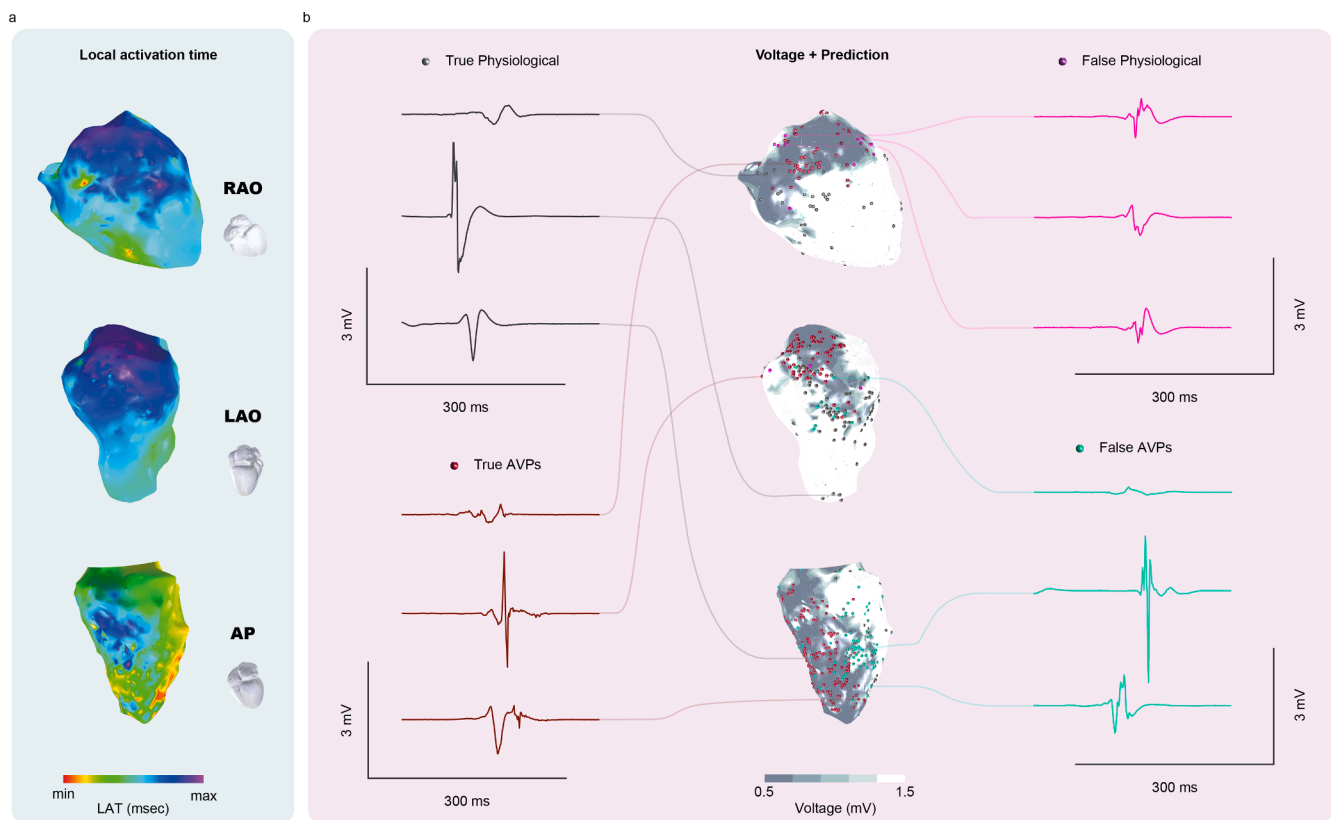 a
b
Local activation time
Voltage + Prediction
True Physiological
False Physiological
RAO
3 mV
3 mV
300 ms
300 ms
LAO
True AVPs
False AVPs
AP
3 mV
3 mV
min
max
LAT (msec)
300 ms
0.5
1.5
Voltage (mV)
300 ms